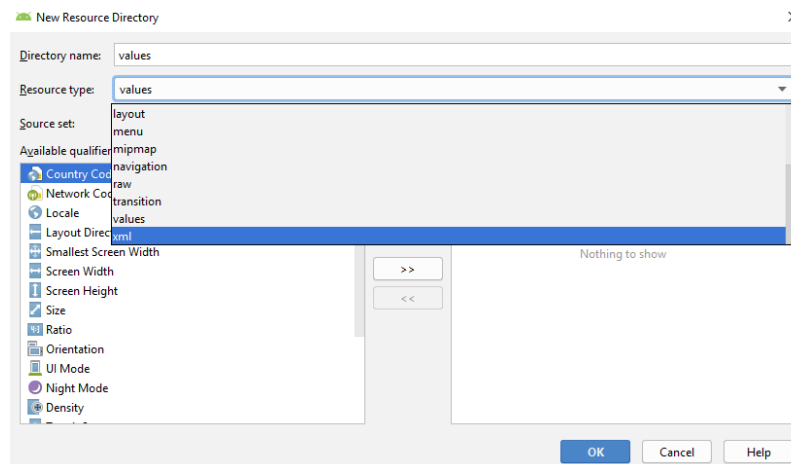 New Resource Directory
Directory name: values
Resource type: values
Source set:
layout
menu
mipmap
navigation
raw
transition
values
xml
Available qualifier
Country Cod
Network Coc
Locale
Layout Direc
Smallest Screen Width
Screen Width
Screen Height
Size
Ratio
Orientation
UI Mode
Night Mode
Density
>>
<<
Nothing to show
OK Cancel Help